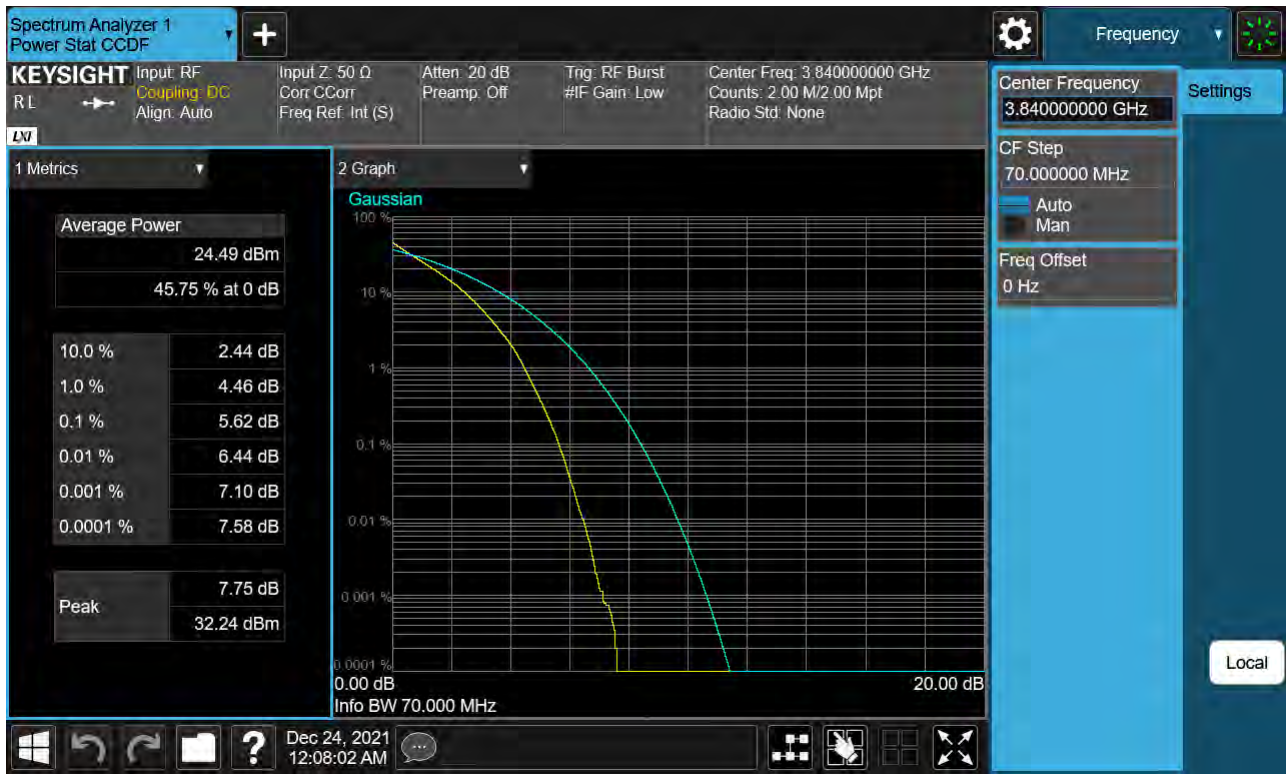 Spectrum Analyzer 1
Power Stat CCDF
+
Frequency
KEYSIGHT
RL
LXI
Input: RF
Coupling: DC
Align: Auto
Input Z: 50 Ω
Corr CCorr
Freq Ref: Int (S)
Atten: 20 dB
Preamp: Off
Trig: RF Burst
#IF Gain: Low
Center Freq: 3.840000000 GHz
Counts: 2.00 M/2.00 Mpt
Radio Std: None
1 Metrics
Average Power
24.49 dBm
45.75 % at 0 dB
10.0 % 2.44 dB
1.0 % 4.46 dB
0.1 % 5.62 dB
0.01 % 6.44 dB
0.001 % 7.10 dB
0.0001 % 7.58 dB
Peak
7.75 dB
32.24 dBm
2 Graph
Gaussian
100 %
10 %
1 %
0.1 %
0.01 %
0.001 %
0.0001 %
0.00 dB 20.00 dB
Info BW 70.000 MHz
Center Frequency
3.840000000 GHz
CF Step
70.000000 MHz
Auto
Man
Freq Offset
0 Hz
Settings
Local
?
Dec 24, 2021
12:08:02 AM